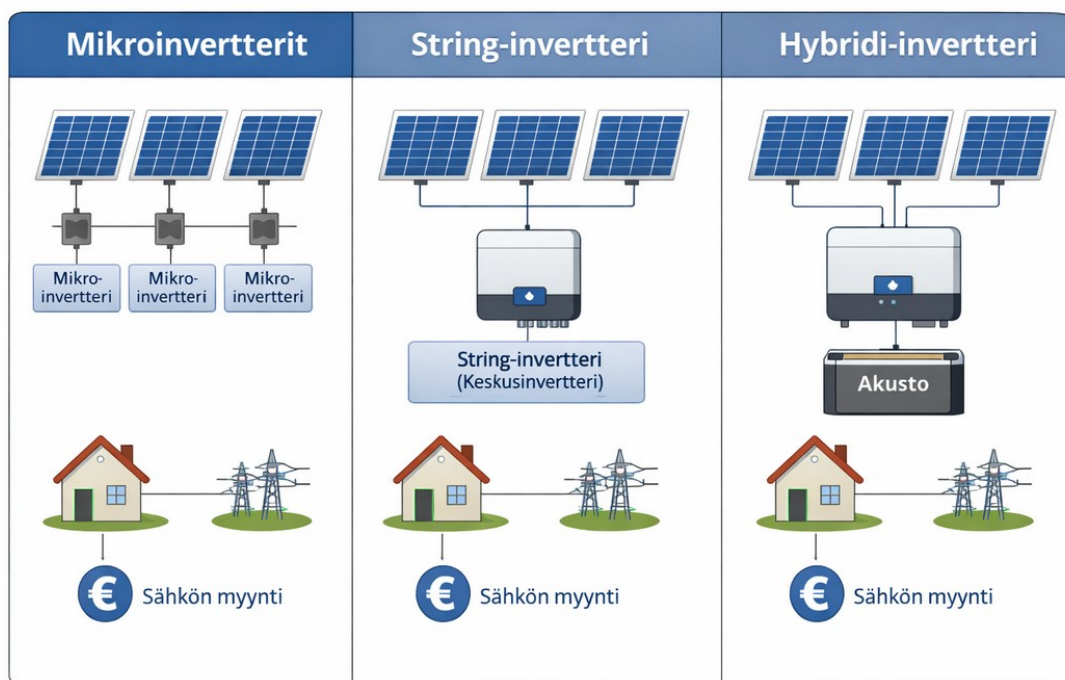 Mikroinvertterit
String-invertteri
Hybridi-invertteri
Mikro-
invertteri
Mikro-
invertteri
Mikro-
invertteri
String-invertteri
(Keskusinvertteri)
Akusto
€ Sähkön myynti
€ Sähkön myynti
€ Sähkön myynti